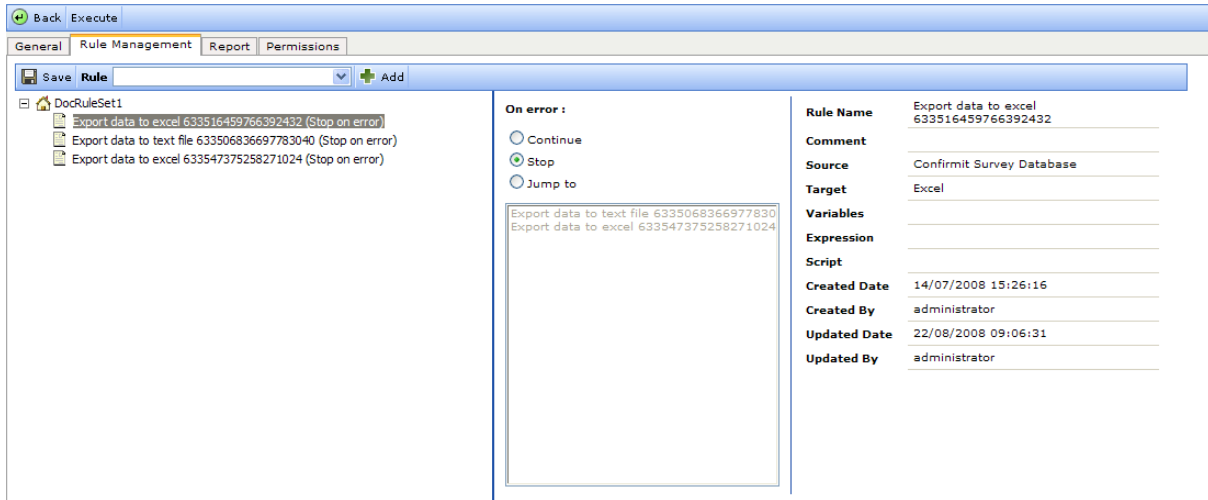 Back Execute
General Rule Management Report Permissions
Save Rule Add
DocRuleSet1
Export data to excel 633516459766392432 (Stop on error)
Export data to text file 633506836697783040 (Stop on error)
Export data to excel 633547375258271024 (Stop on error)
On error :
Continue
Stop
Jump to
Export data to text file 6335068366977830
Export data to excel 633547375258271024
Rule Name Export data to excel
633516459766392432
Comment
Source Confirmit Survey Database
Target Excel
Variables
Expression
Script
Created Date 14/07/2008 15:26:16
Created By administrator
Updated Date 22/08/2008 09:06:31
Updated By administrator